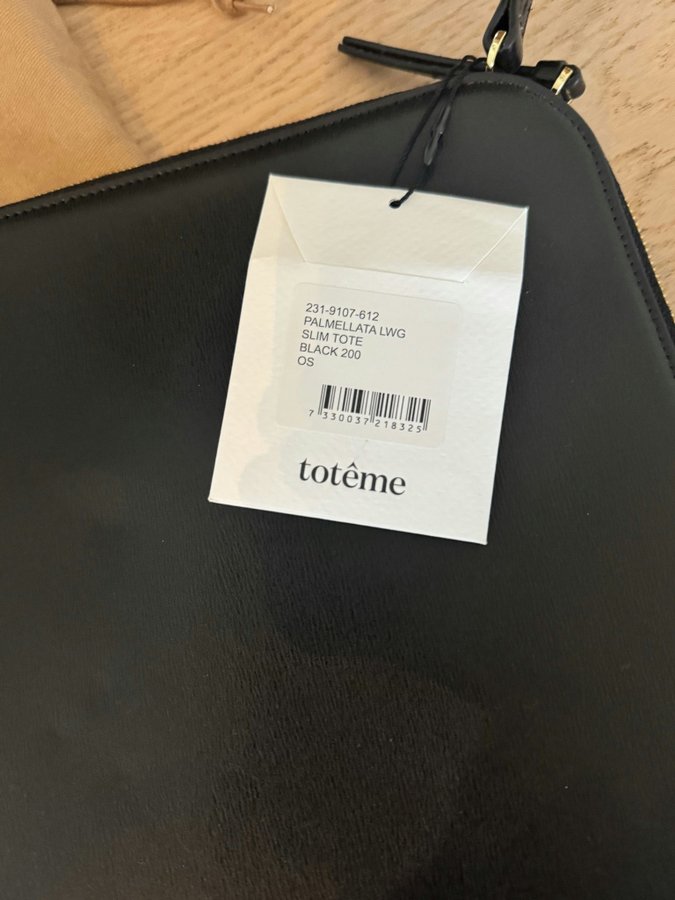 231-9107-612
PALMELLATA LWG
SLIM TOTE
BLACK 200
OS
7 330037 218325
totême